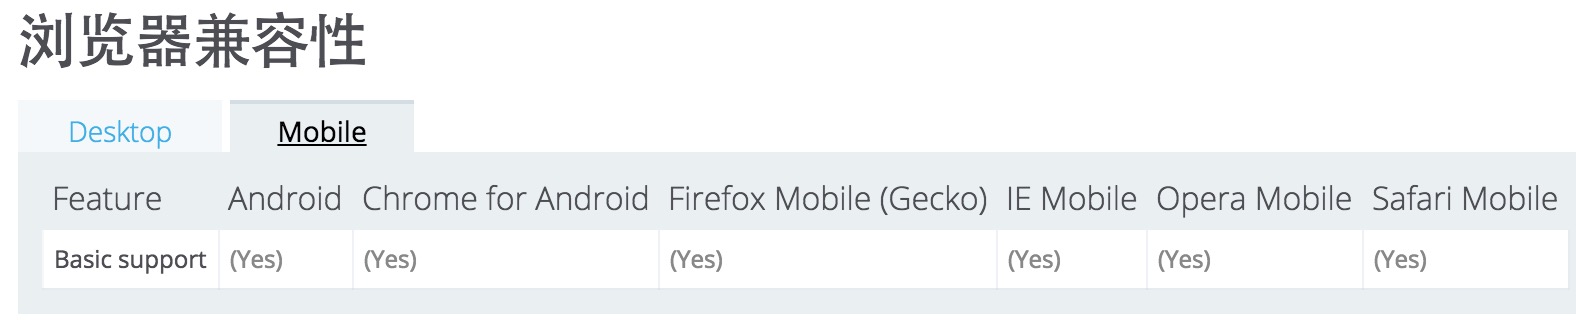 浏览器兼容性
Desktop Mobile
Feature Android Chrome for Android Firefox Mobile (Gecko) IE Mobile Opera Mobile Safari Mobile
Basic support (Yes) (Yes) (Yes) (Yes) (Yes) (Yes)